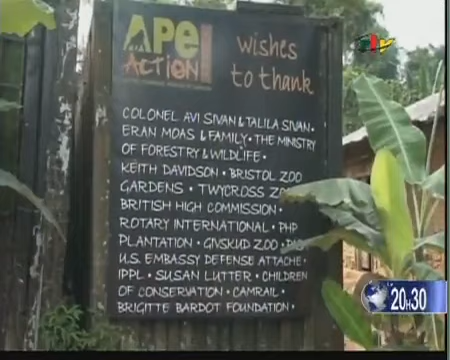 APE
ACTION!
wishes
to thank
COLONEL AVI SIVAN & TALILA SIVAN •
ERAN MOAS & FAMILY • THE MINISTRY
OF FORESTRY & WILDLIFE •
KEITH DAVIDSON • BRISTOL ZOO
GARDENS • TWYCROSS ZOO
BRITISH HIGH COMMISSION •
ROTARY INTERNATIONAL • PHP
PLANTATION • GIVSKUD ZOO •
U.S. EMBASSY DEFENSE ATTACHE •
IPPL • SUSAN LUTTER • CHILDREN
OF CONSERVATION • CAMRAIL •
BRIGITTE BARDOT FOUNDATION •
20H30